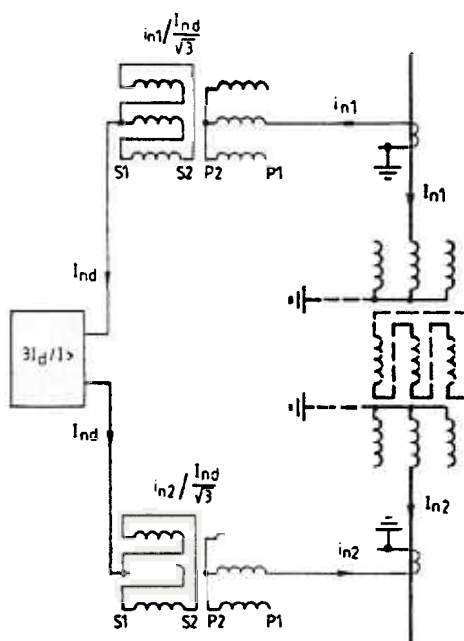 in1/Ind/√3
in1
S1 S2 P2 P1
In1
Ind
3Id/I<
Ind
in2/Ind/√3
In2
in2
S1 S2 P2 P1